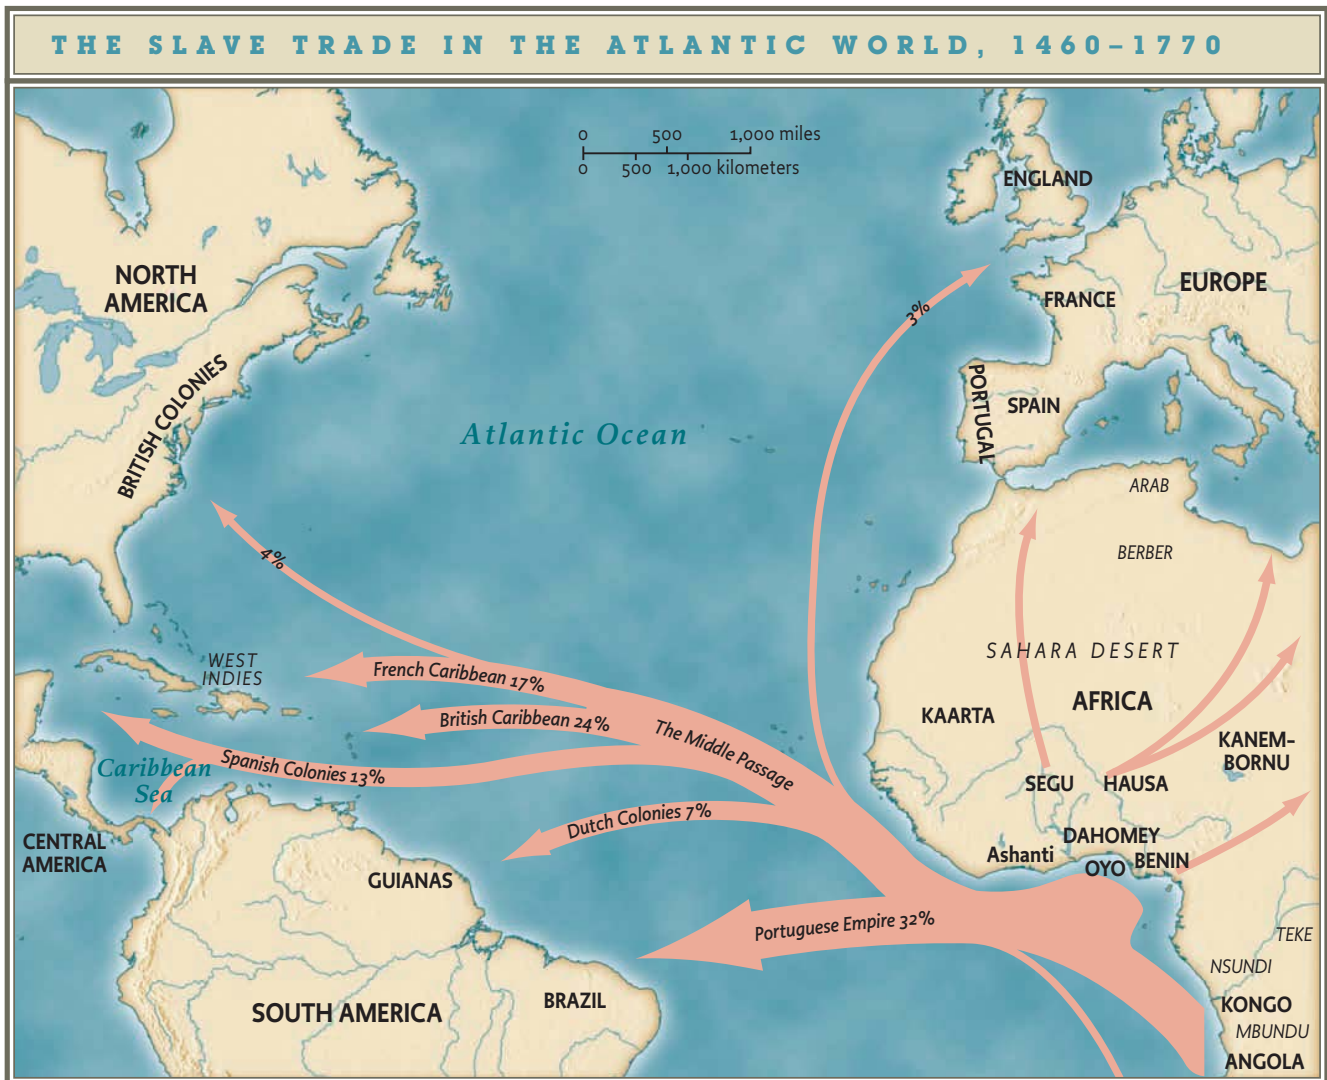 THE SLAVE TRADE IN THE ATLANTIC WORLD, 1460–1770
0 500 1,000 miles
0 500 1,000 kilometers
ENGLAND
NORTH
AMERICA
EUROPE
FRANCE
3%
BRITISH COLONIES
PORTUGAL
SPAIN
Atlantic Ocean
ARAB
BERBER
4%
SAHARA DESERT
WEST
INDIES
French Caribbean 17%
AFRICA
British Caribbean 24%
KAARTA
The Middle Passage
KANEM–
BORNU
Spanish Colonies 13%
Caribbean
Sea
SEGU
HAUSA
Dutch Colonies 7%
DAHOMEY
CENTRAL
AMERICA
Ashanti
BENIN
OYO
GUIANAS
Portuguese Empire 32%
TEKE
NSUNDI
BRAZIL
KONGO
SOUTH AMERICA
MBUNDU
ANGOLA